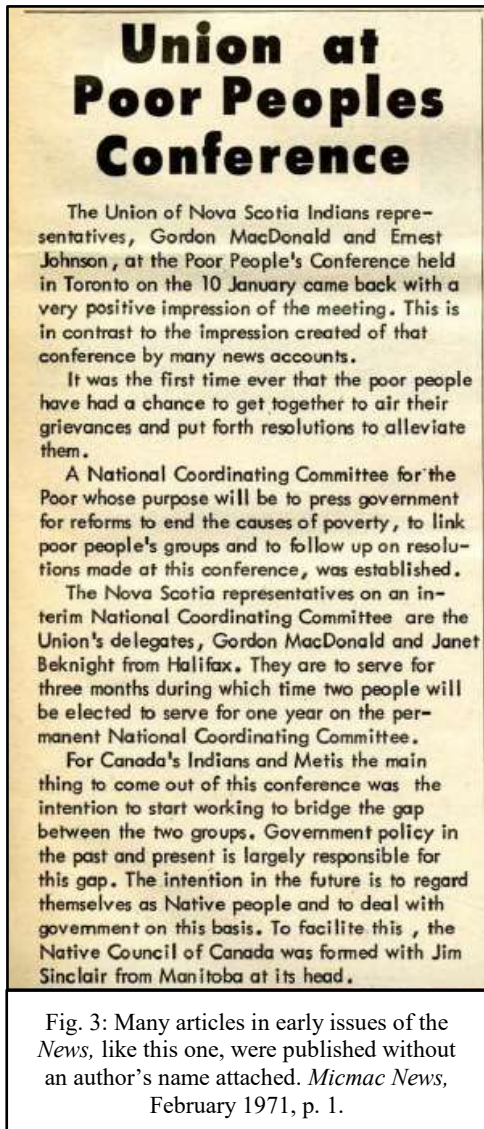 Union at
Poor Peoples
Conference
The Union of Nova Scotia Indians repre-
sentatives, Gordon MacDonald and Ernest
Johnson, at the Poor People's Conference held
in Toronto on the 10 January came back with a
very positive impression of the meeting. This is
in contrast to the impression created of that
conference by many news accounts.
It was the first time ever that the poor people
have had a chance to get together to air their
grievances and put forth resolutions to alleviate
them.
A National Coordinating Committee for the
Poor whose purpose will be to press government
for reforms to end the causes of poverty, to link
poor people's groups and to follow up on resolu-
tions made at this conference, was established.
The Nova Scotia representatives on an in-
terim National Coordinating Committee are the
Union's delegates, Gordon MacDonald and Janet
Beknight from Halifax. They are to serve for
three months during which time two people will
be elected to serve for one year on the per-
manent National Coordinating Committee.
For Canada's Indians and Metis the main
thing to come out of this conference was the
intention to start working to bridge the gap
between the two groups. Government policy in
the past and present is largely responsible for
this gap. The intention in the future is to regard
themselves as Native people and to deal with
government on this basis. To facilite this , the
Native Council of Canada was formed with Jim
Sinclair from Manitoba at its head.
Fig. 3: Many articles in early issues of the
News, like this one, were published without
an author's name attached. Micmac News,
February 1971, p. 1.